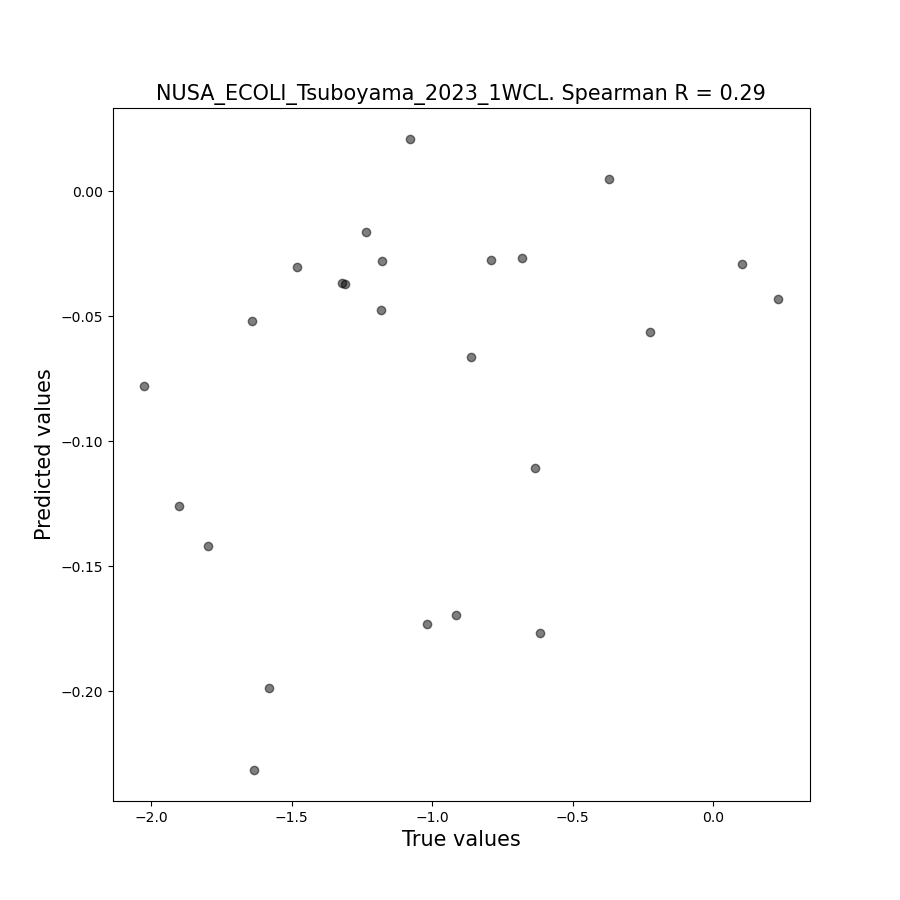 NUSA_ECOLI_Tsuboyama_2023_1WCL. Spearman R = 0.29
0.00
−0.05
−0.10
−0.15
−0.20
Predicted values
−2.0 −1.5 −1.0 −0.5 0.0
True values